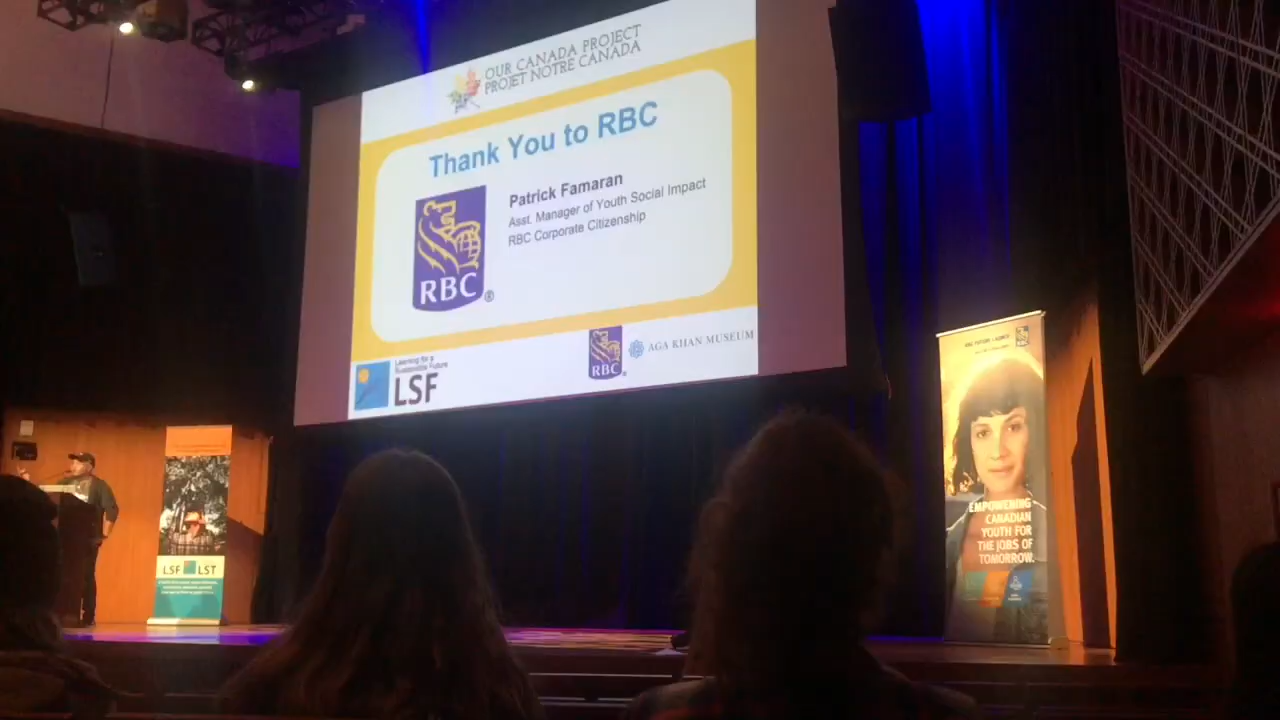 OUR CANADA PROJECT
PROJET NOTRE CANADA
Thank You to RBC
Patrick Famaran
Asst. Manager of Youth Social Impact
RBC Corporate Citizenship
RBC
®
Learning for a
Sustainable Future
LSF
RBC
AGA KHAN MUSEUM
LSF LST
EMPOWERING
CANADIAN
YOUTH FOR
THE JOBS OF
TOMORROW.